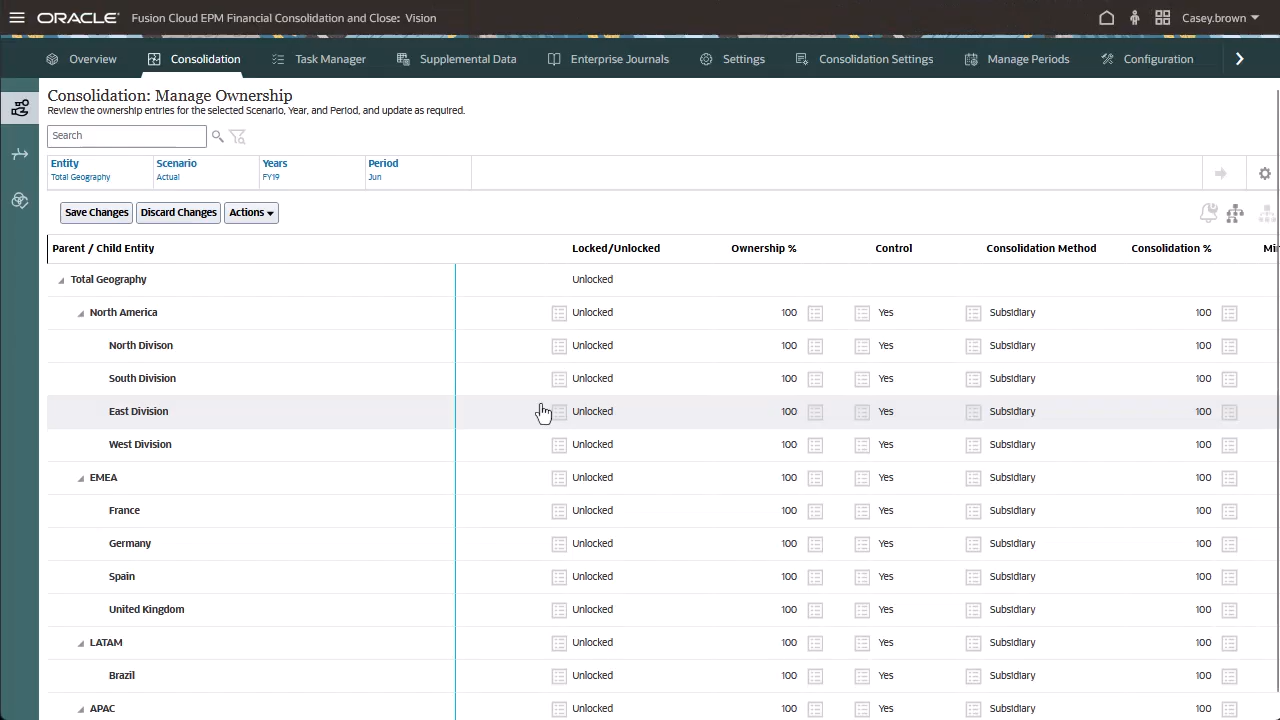 ORACLE Fusion Cloud EPM Financial Consolidation and Close: Vision Casey.brown
Overview Consolidation Task Manager Supplemental Data Enterprise Journals Settings Consolidation Settings Manage Periods Configuration
Consolidation: Manage Ownership
Review the ownership entries for the selected Scenario, Year, and Period, and update as required.
Search
Entity Scenario Years Period
Total Geography Actual FY19 Jun
Save Changes Discard Changes Actions
Parent / Child Entity Locked/Unlocked Ownership % Control Consolidation Method Consolidation %
Total Geography Unlocked
North America Unlocked 100 Yes Subsidiary 100
North Divison Unlocked 100 Yes Subsidiary 100
South Division Unlocked 100 Yes Subsidiary 100
East Division Unlocked 100 Yes Subsidiary 100
West Division Unlocked 100 Yes Subsidiary 100
EMEA Unlocked 100 Yes Subsidiary 100
France Unlocked 100 Yes Subsidiary 100
Germany Unlocked 100 Yes Subsidiary 100
Spain Unlocked 100 Yes Subsidiary 100
United Kingdom Unlocked 100 Yes Subsidiary 100
LATAM Unlocked 100 Yes Subsidiary 100
Brazil Unlocked 100 Yes Subsidiary 100
APAC Unlocked 100 Yes Subsidiary 100